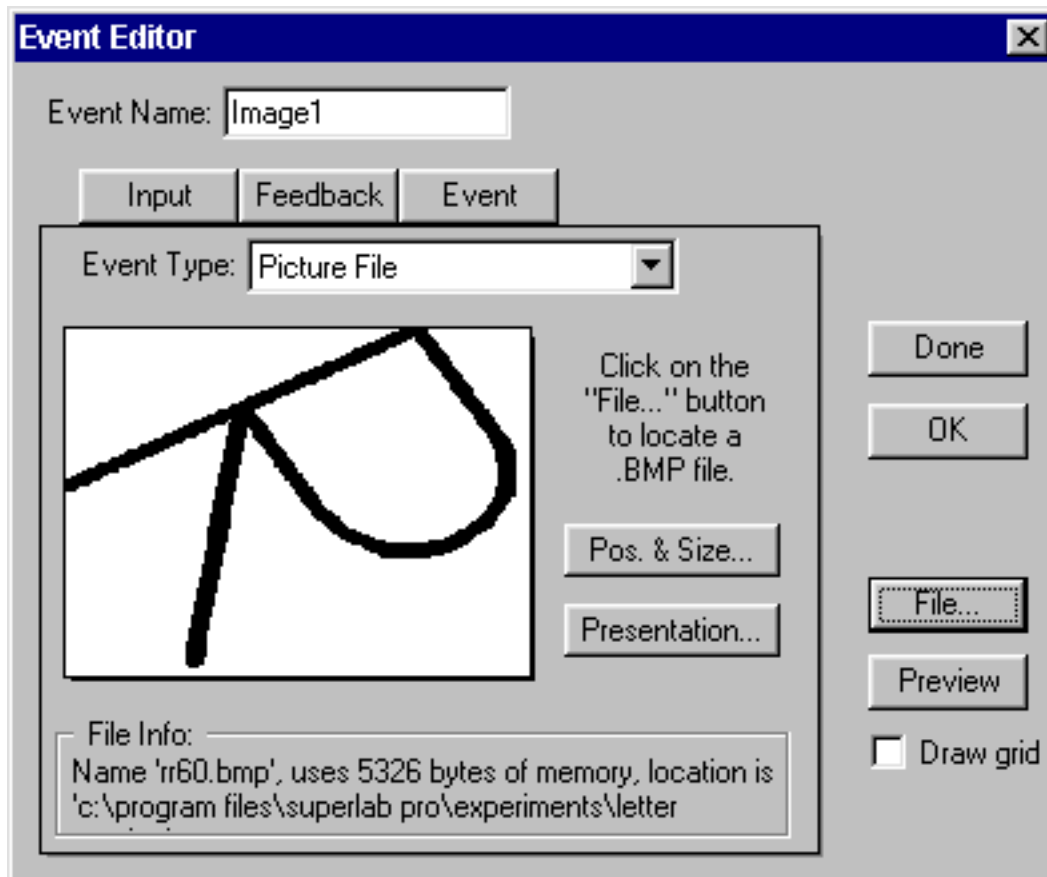 Event Editor
Event Name: Image1
Input Feedback Event
Event Type: Picture File
Click on the
"File..." button
to locate a
.BMP file.
Done
OK
Pos. & Size...
Presentation...
File...
Preview
Draw grid
File Info:
Name 'rr60.bmp', uses 5326 bytes of memory, location is
'c:\program files\superlab pro\experiments\letter